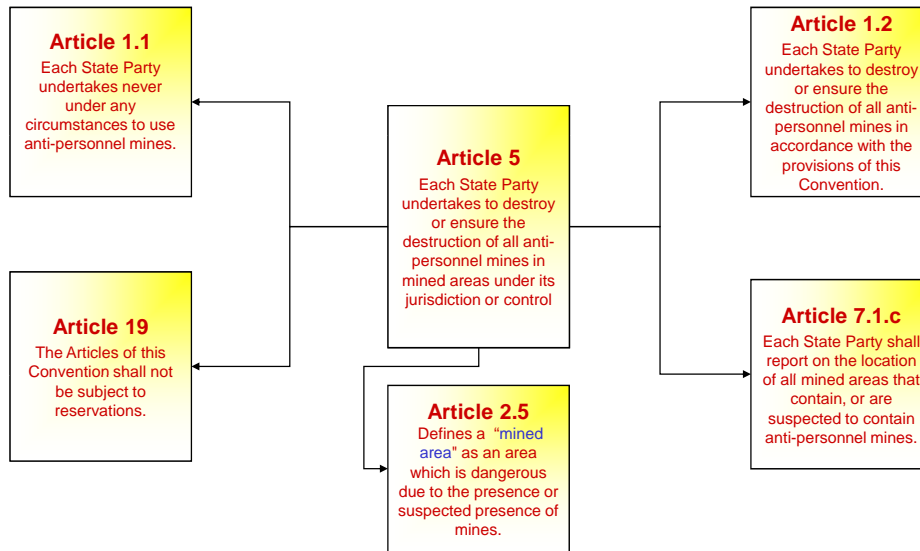 Article 1.1
Each State Party
undertakes never
under any
circumstances to use
anti-personnel mines.
Article 19
The Articles of this
Convention shall not
be subject to
reservations.
Article 5
Each State Party
undertakes to destroy
or ensure the
destruction of all anti-
personnel mines in
mined areas under its
jurisdiction or control
Article 2.5
Defines a “mined
area” as an area
which is dangerous
due to the presence or
suspected presence of
mines.
Article 1.2
Each State Party
undertakes to destroy
or ensure the
destruction of all anti-
personnel mines in
accordance with the
provisions of this
Convention.
Article 7.1.c
Each State Party shall
report on the location
of all mined areas that
contain, or are
suspected to contain
anti-personnel mines.